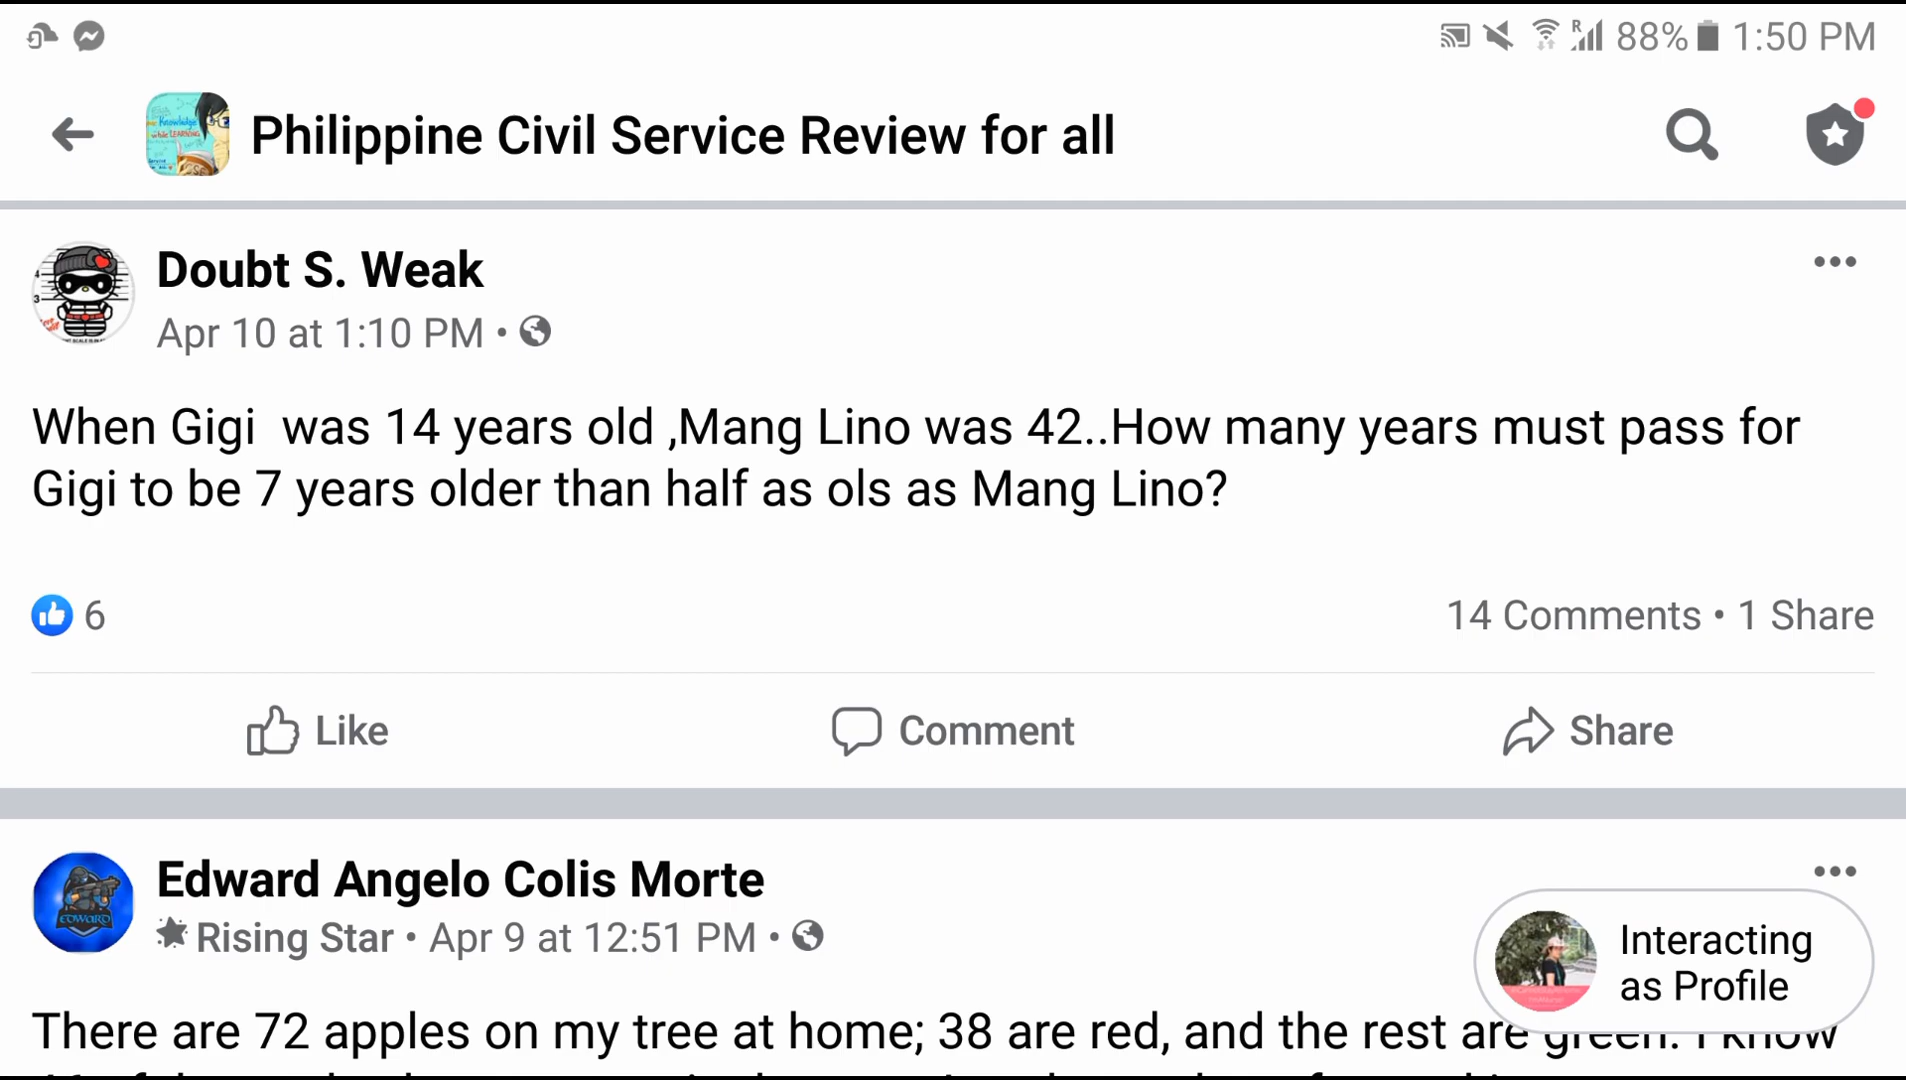 88% 1:50 PM
Philippine Civil Service Review for all
Doubt S. Weak
Apr 10 at 1:10 PM •
When Gigi  was 14 years old ,Mang Lino was 42..How many years must pass for
Gigi to be 7 years older than half as ols as Mang Lino?
6
14 Comments • 1 Share
Like
Comment
Share
Edward Angelo Colis Morte
EDWARD
Rising Star • Apr 9 at 12:51 PM •
Interacting
as Profile
There are 72 apples on my tree at home; 38 are red, and the rest are green. I know